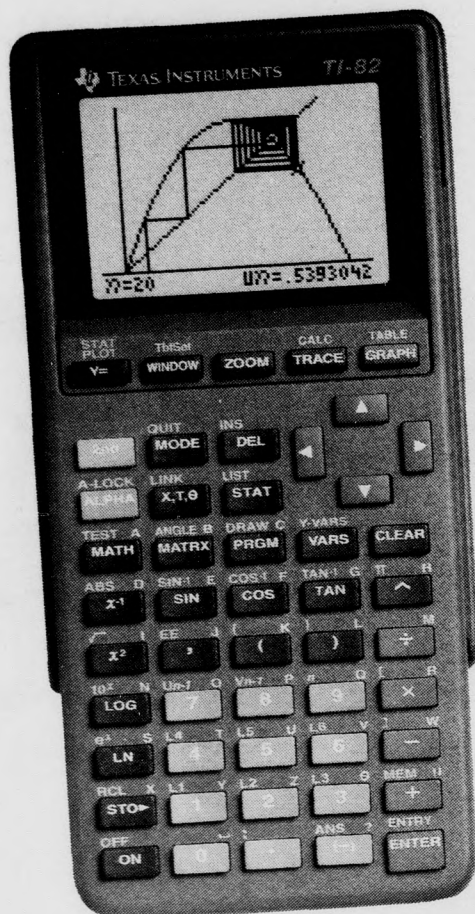 TEXAS INSTRUMENTS TI-82
n=20 Un=.5393042
STAT PLOT TblSet CALC TABLE
Y= WINDOW ZOOM TRACE GRAPH
QUIT INS
2nd MODE DEL
A-LOCK LINK LIST
ALPHA X,T,θ STAT
TEST A ANGLE B DRAW C Y-VARS
MATH MATRX PRGM VARS CLEAR
ABS D SIN-1 E COS-1 F TAN-1 G π H
x-1 SIN COS TAN ^
√ I EE J { K } L M
x² , ( ) ÷
10x N Un-1 O Vn-1 P n Q [ R
LOG 7 8 9 ×
ex S L4 T L5 U L6 V ] W
LN 4 5 6 −
RCL X L1 Y L2 Z L3 θ MEM "
STO► 1 2 3 +
OFF : ANS ? ENTRY
ON 0 . (−) ENTER